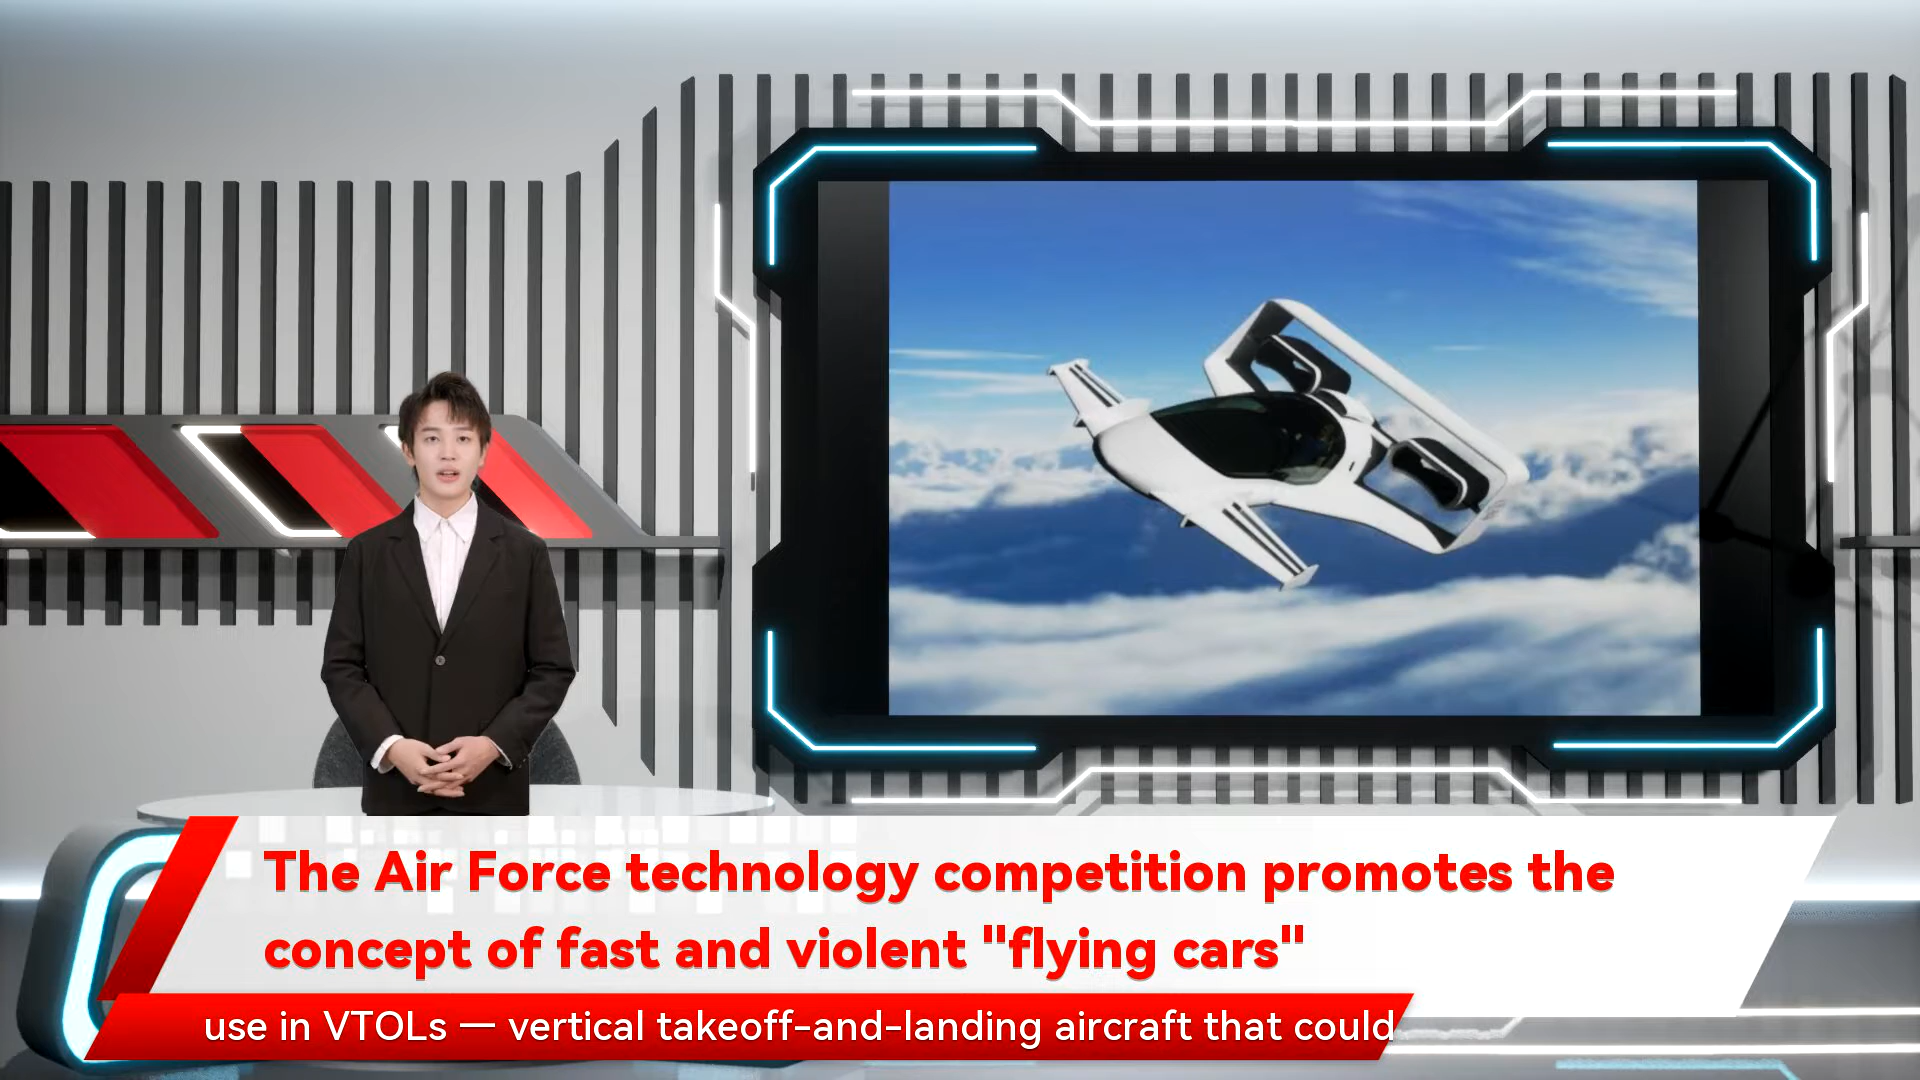 The Air Force technology competition promotes the
concept of fast and violent "flying cars"
use in VTOLs — vertical takeoff-and-landing aircraft that could